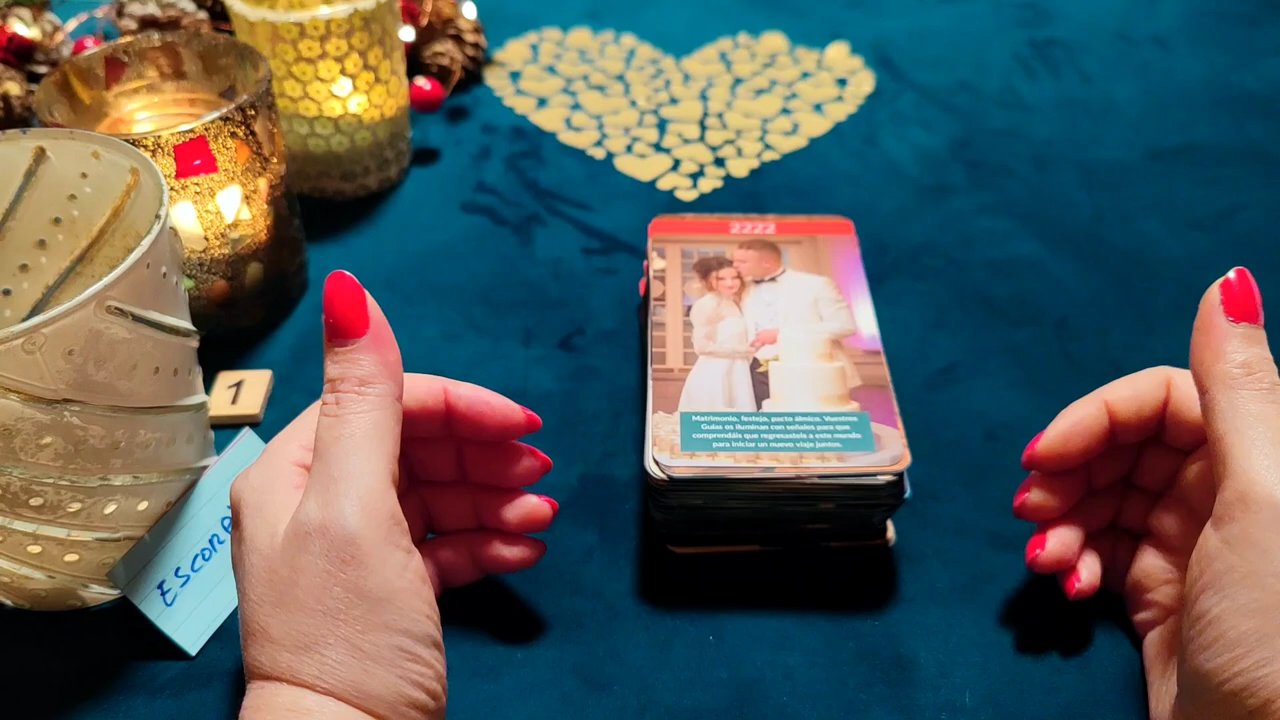 2222
Matrimonio, festejo, pacto álmico. Vuestros
Guías os iluminan con señales para que
comprendáis que regresasteis a este mundo
para iniciar un nuevo viaje juntos.
1